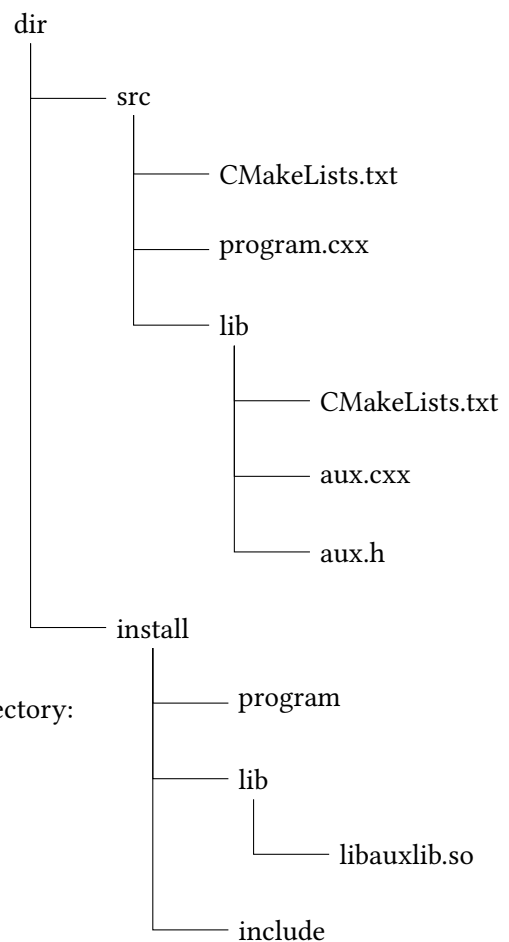 dir
src
CMakeLists.txt
program.cxx
lib
CMakeLists.txt
aux.cxx
aux.h
install
program
ectory:
lib
libauxlib.so
include